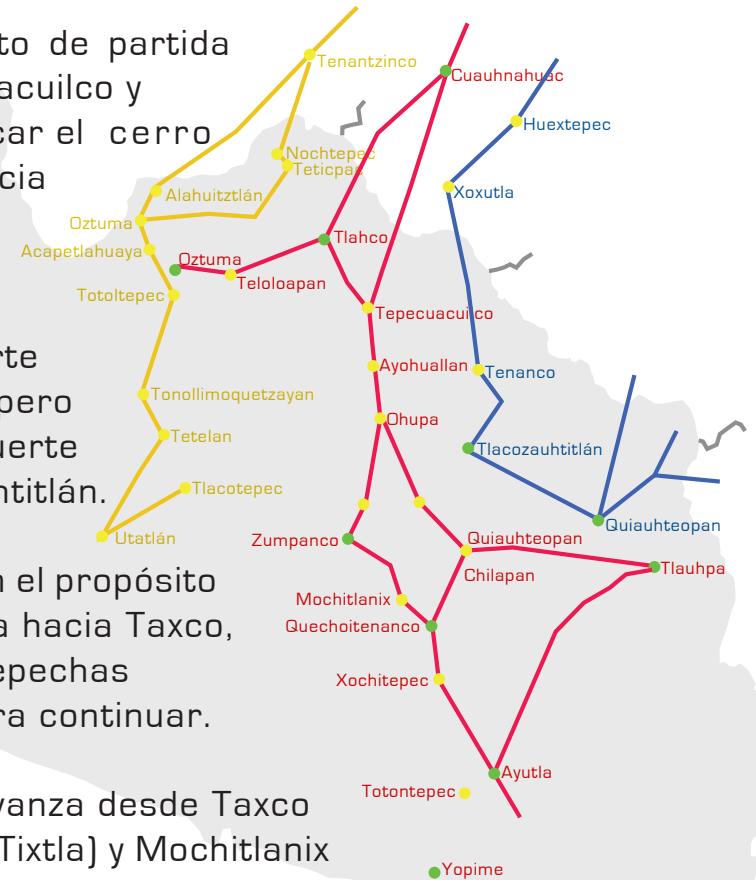 to de partida
acuilco y
car el cerro
cia
rte
pero
uerte
ntitlán.
n el propósito
a hacia Taxco,
epechas
ra continuar.
vanza desde Taxco
Tixtla) y Mochitlanix
Tenantzinco
Nochtepec
Teticpac
Alahuitztlán
Oztuma
Acapetlahuaya
Totoltepec
Tonollimoquetzayan
Tetelan
Tlacotepec
Utatlán
Cuauhnahuac
Tlahco
Oztuma
Teloloapan
Tepecuacuilco
Ayohuallan
Ohupa
Zumpanco
Quiauhteopan
Chilapan
Tlauhpa
Mochitlanix
Quechoitenanco
Xochitepec
Ayutla
Totontepec
Yopime
Huextepec
Xoxutla
Tenanco
Tlacozauhtitlán
Quiauhteopan